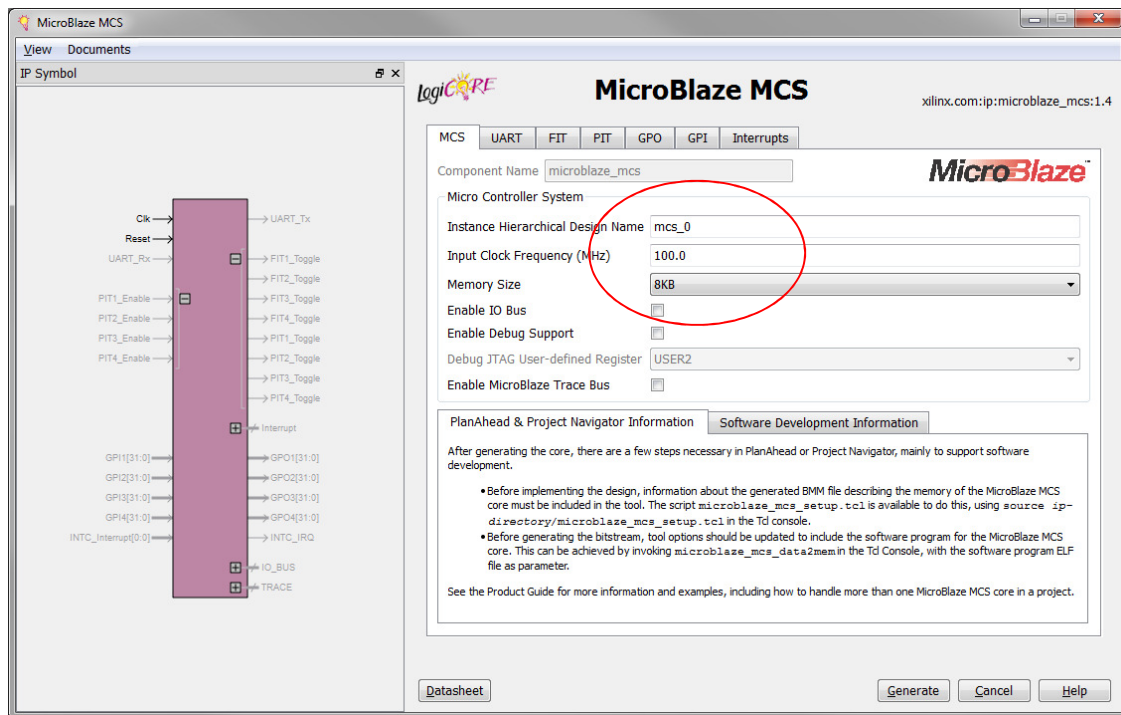 MicroBlaze MCS
View Documents
IP Symbol
LogiCORE
MicroBlaze MCS
xilinx.com:ip:microblaze_mcs:1.4
MCS UART FIT PIT GPO GPI Interrupts
Component Name microblaze_mcs
MicroBlaze
Micro Controller System
Instance Hierarchical Design Name mcs_0
Input Clock Frequency (MHz) 100.0
Memory Size 8KB
Enable IO Bus
Enable Debug Support
Debug JTAG User-defined Register USER2
Enable MicroBlaze Trace Bus
PlanAhead & Project Navigator Information Software Development Information
After generating the core, there are a few steps necessary in PlanAhead or Project Navigator, mainly to support software
development.
•Before implementing the design, information about the generated BMM file describing the memory of the MicroBlaze MCS
core must be included in the tool. The script microblaze_mcs_setup.tcl is available to do this, using source ip-
directory/microblaze_mcs_setup.tcl in the Tcl console.
•Before generating the bitstream, tool options should be updated to include the software program for the MicroBlaze MCS
core. This can be achieved by invoking microblaze_mcs_data2mem in the Tcl Console, with the software program ELF
file as parameter.
See the Product Guide for more information and examples, including how to handle more than one MicroBlaze MCS core in a project.
Clk UART_Tx
Reset
UART_Rx FIT1_Toggle
FIT2_Toggle
PIT1_Enable FIT3_Toggle
PIT2_Enable FIT4_Toggle
PIT3_Enable PIT1_Toggle
PIT4_Enable PIT2_Toggle
PIT3_Toggle
PIT4_Toggle
Interrupt
GPI1[31:0] GPO1[31:0]
GPI2[31:0] GPO2[31:0]
GPI3[31:0] GPO3[31:0]
GPI4[31:0] GPO4[31:0]
INTC_Interrupt[0:0] INTC_IRQ
IO_BUS
TRACE
Datasheet Generate Cancel Help